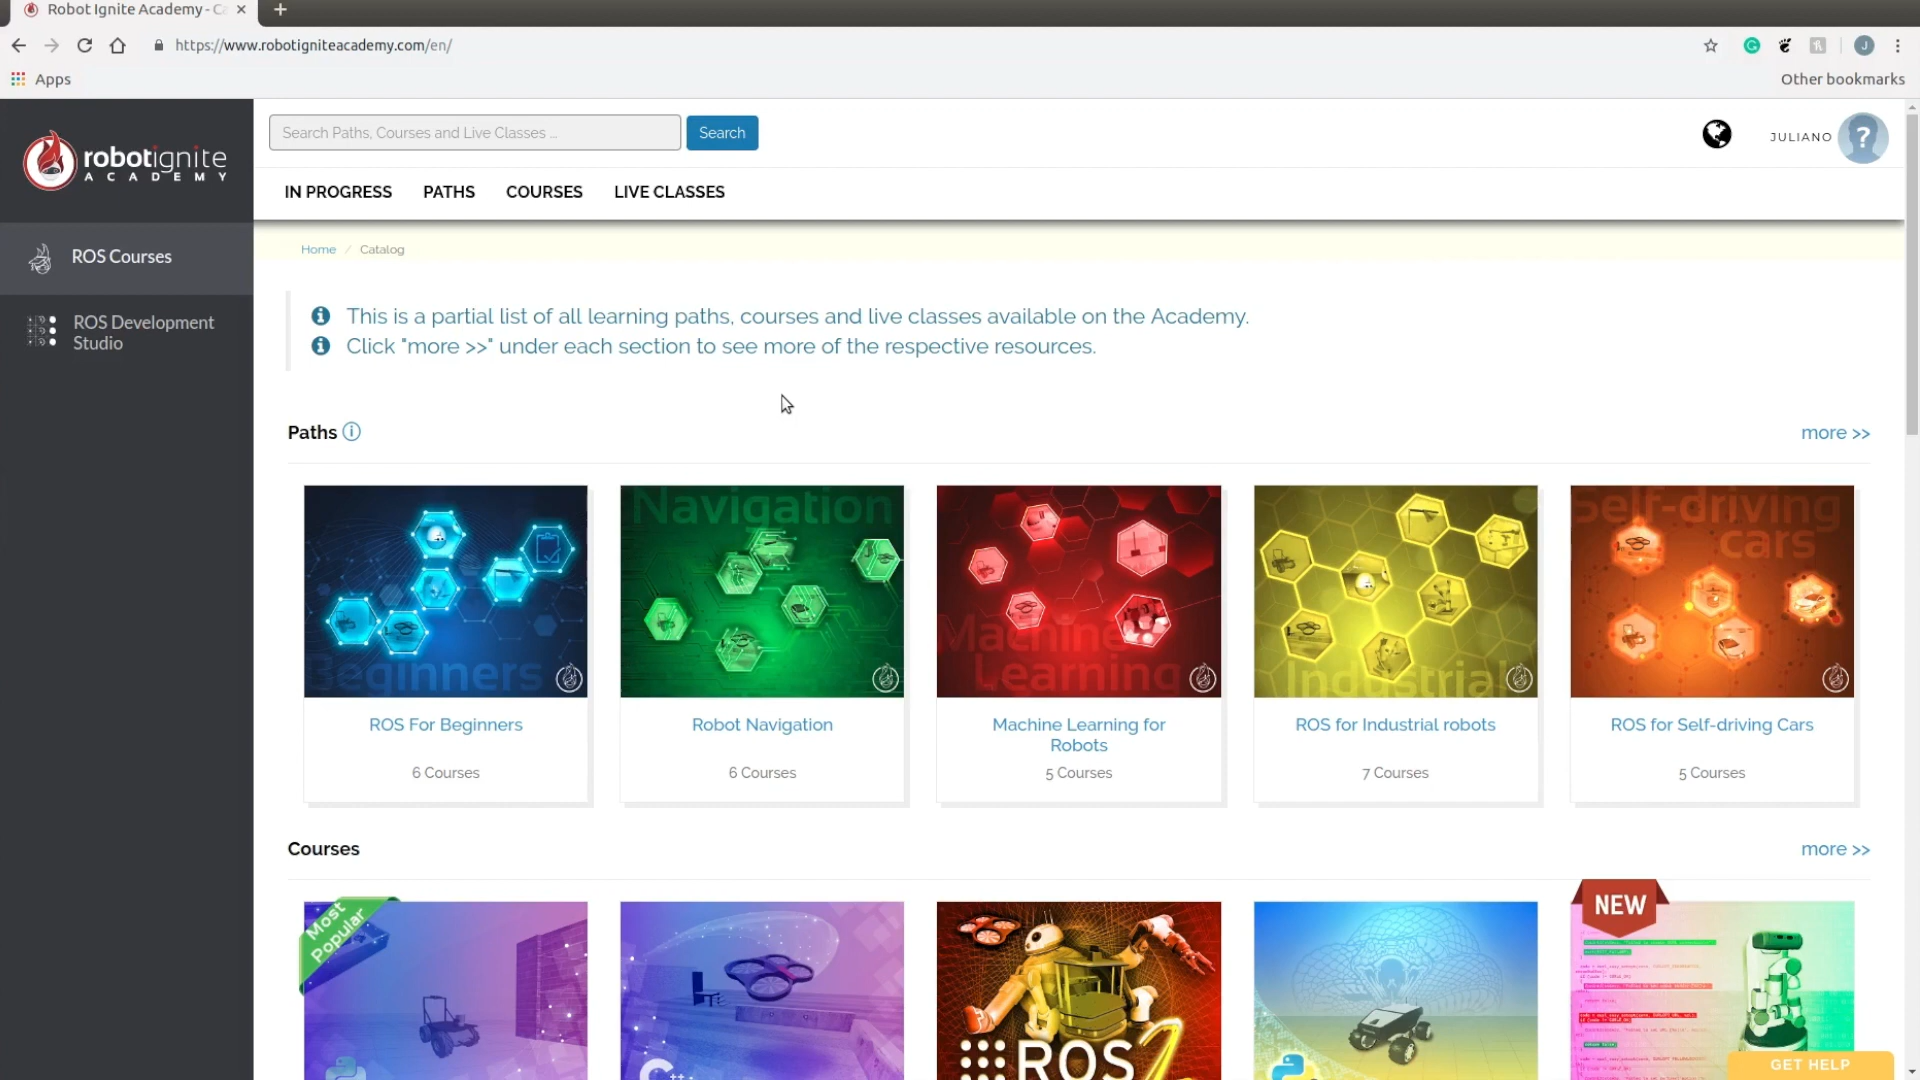 Robot Ignite Academy - Ca
https://www.robotigniteacademy.com/en/
Apps
Other bookmarks
robotignite
ACADEMY
Search Paths, Courses and Live Classes ...
Search
JULIANO
IN PROGRESS
PATHS
COURSES
LIVE CLASSES
ROS Courses
ROS Development
Studio
Home / Catalog
This is a partial list of all learning paths, courses and live classes available on the Academy.
Click "more >>" under each section to see more of the respective resources.
Paths
more >>
Beginners
Navigation
Machine
Learning
Industrial
Self-driving
cars
ROS For Beginners
6 Courses
Robot Navigation
6 Courses
Machine Learning for
Robots
5 Courses
ROS for Industrial robots
7 Courses
ROS for Self-driving Cars
5 Courses
Courses
more >>
Most
Popular
C++
ROS 2
NEW
GET HELP